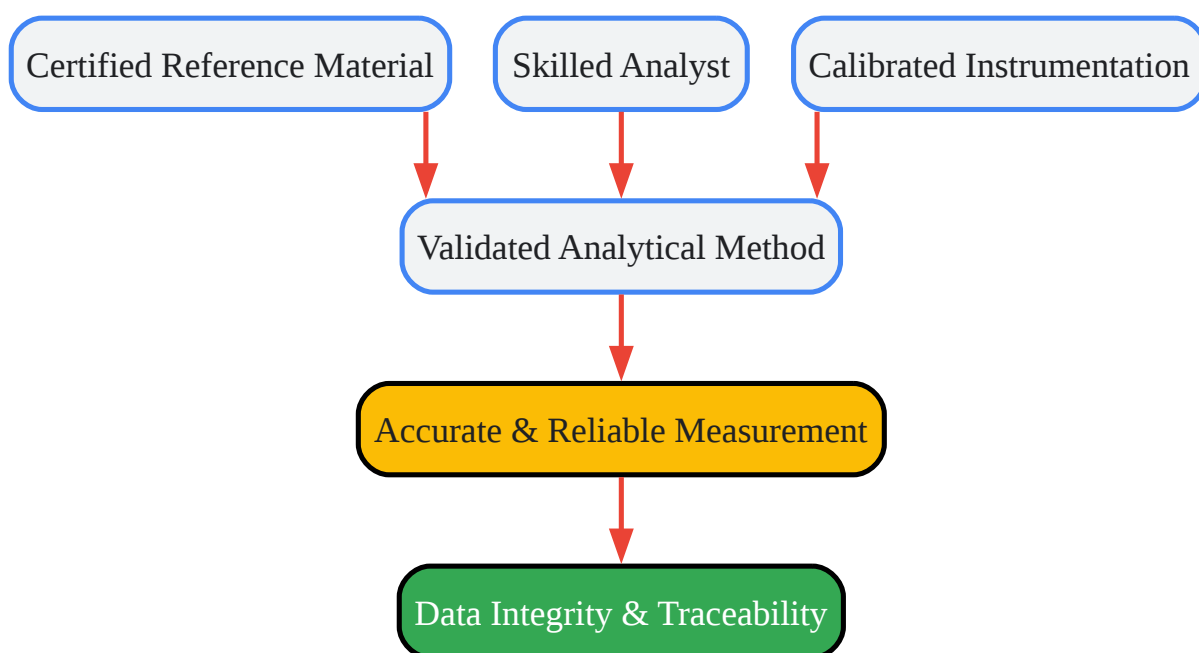 Certified Reference Material
Skilled Analyst
Calibrated Instrumentation
Validated Analytical Method
Accurate & Reliable Measurement
Data Integrity & Traceability